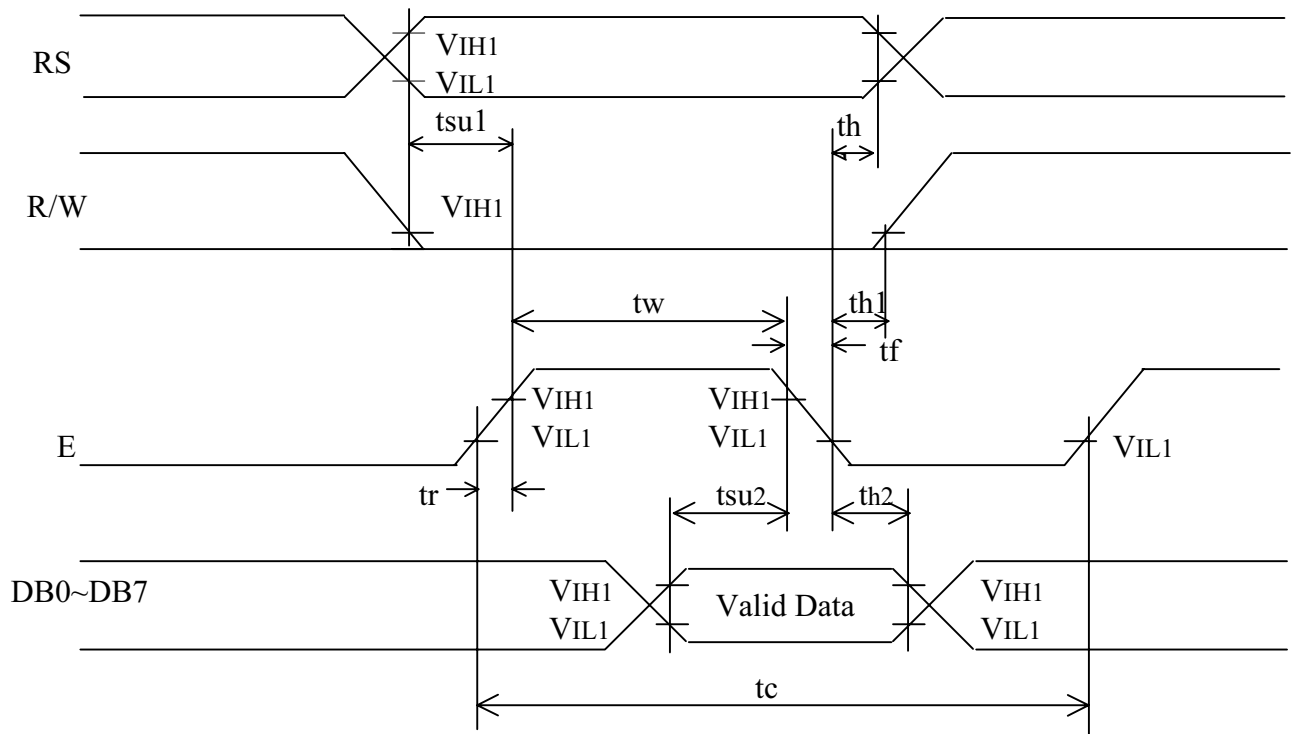 RS
VIH1
VIL1
tsu1
th
R/W
VIH1
tw
th1
tf
VIH1
VIH1
E
VIL1
VIL1
VIL1
tr
tsu2
th2
DB0~DB7
VIH1
Valid Data
VIH1
VIL1
VIL1
tc